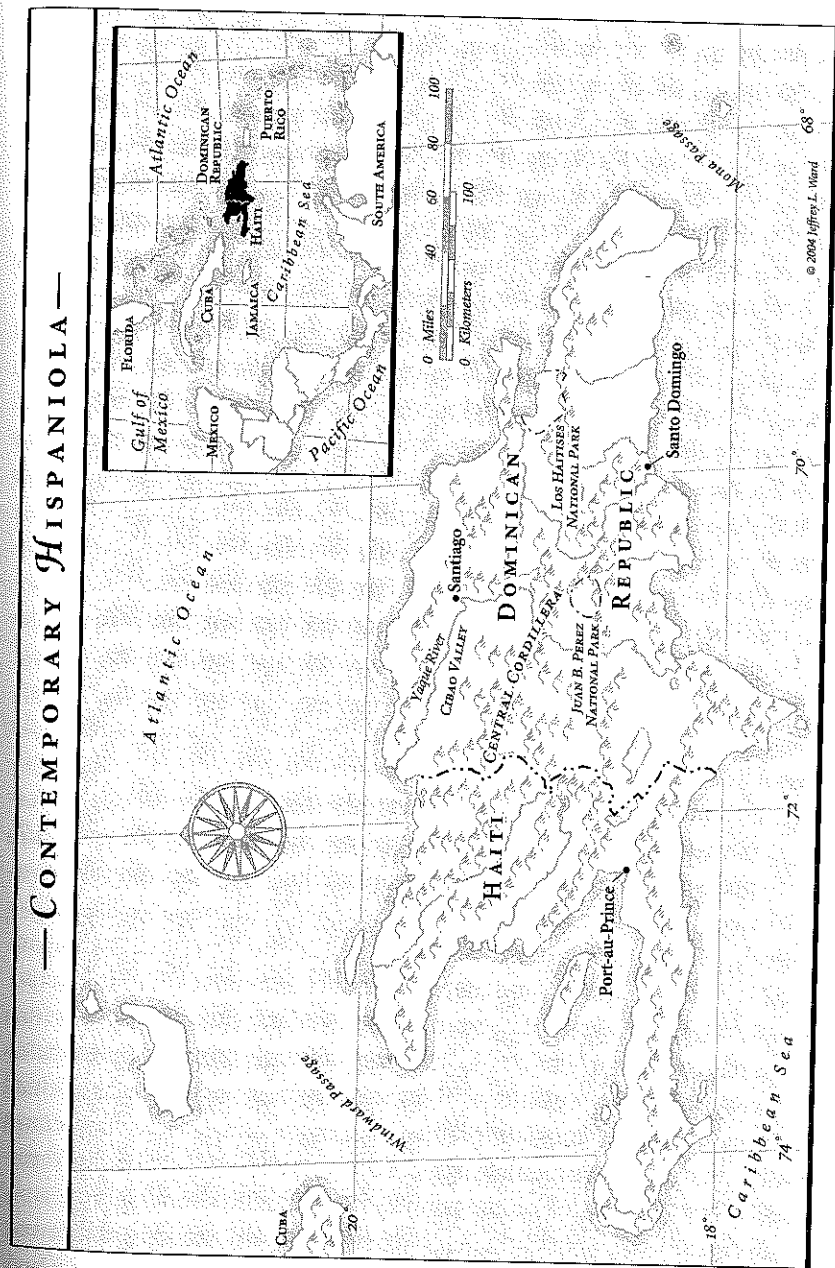 —CONTEMPORARY HISPANIOLA—
Atlantic Ocean
FLORIDA
Gulf of
Mexico
MEXICO
CUBA
JAMAICA
HAITI
DOMINICAN
REPUBLIC
PUERTO
RICO
Caribbean Sea
SOUTH AMERICA
Pacific Ocean
Atlantic Ocean
0 Miles 40 60 80 100
0 Kilometers 100
CUBA
Windward Passage
20°
Yaque River
Santiago
CIBAO VALLEY
HAITI
CENTRAL CORDILLERA
DOMINICAN
REPUBLIC
LOS HAITISES
NATIONAL PARK
JUAN B. PEREZ
NATIONAL PARK
Port-au-Prince
Santo Domingo
Mona Passage
18°
Caribbean Sea
74°
72°
70°
68°
© 2004 Jeffrey L. Ward